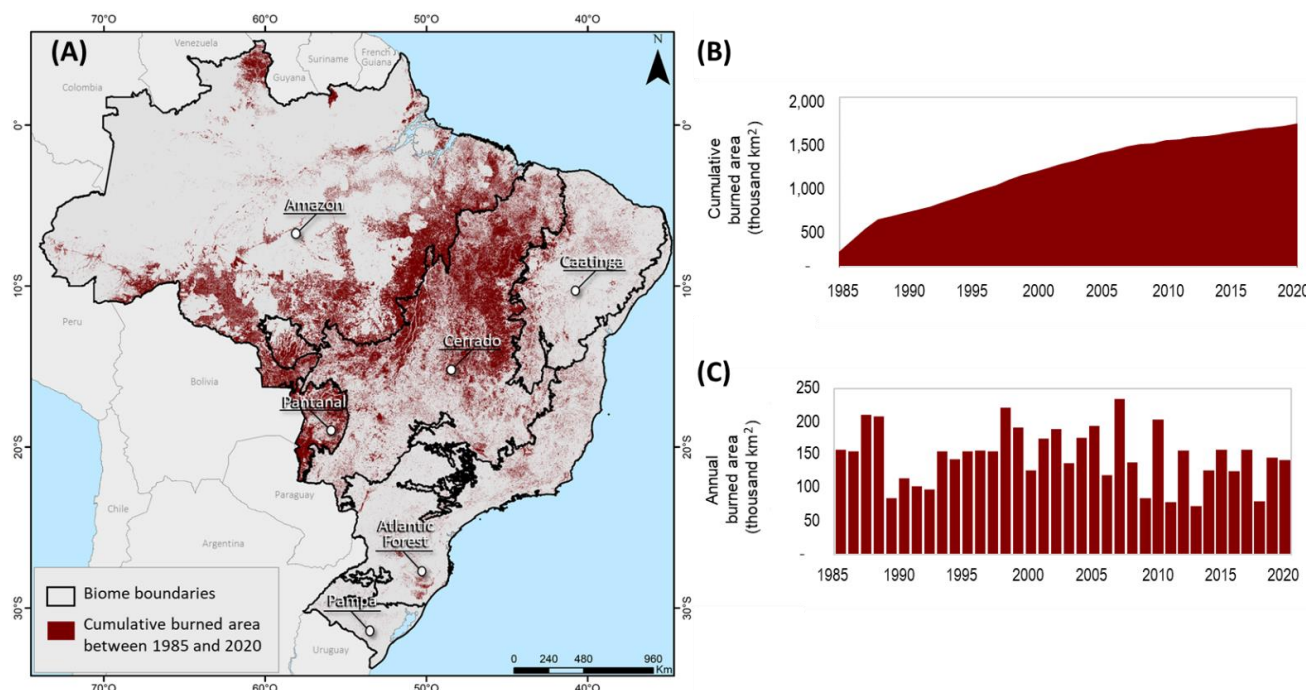 (A)
70°O 60°O 50°O 40°O
N
Venezuela
Colombia
Guyana
Suriname
French
Guiana
0°
10°S
20°S
30°S
Amazon
Caatinga
Cerrado
Pantanal
Atlantic
Forest
Pampa
Peru
Bolivia
Paraguay
Chile
Argentina
Uruguay
0°
10°S
20°S
30°S
Biome boundaries
Cumulative burned area
between 1985 and 2020
0 240 480 960
Km
70°O 60°O 50°O 40°O
(B)
Cumulative
burned area
(thousand km²)
2,000
1,500
1,000
500
-
1985 1990 1995 2000 2005 2010 2015 2020
(C)
Annual
burned area
(thousand km²)
250
200
150
100
50
-
1985 1990 1995 2000 2005 2010 2015 2020